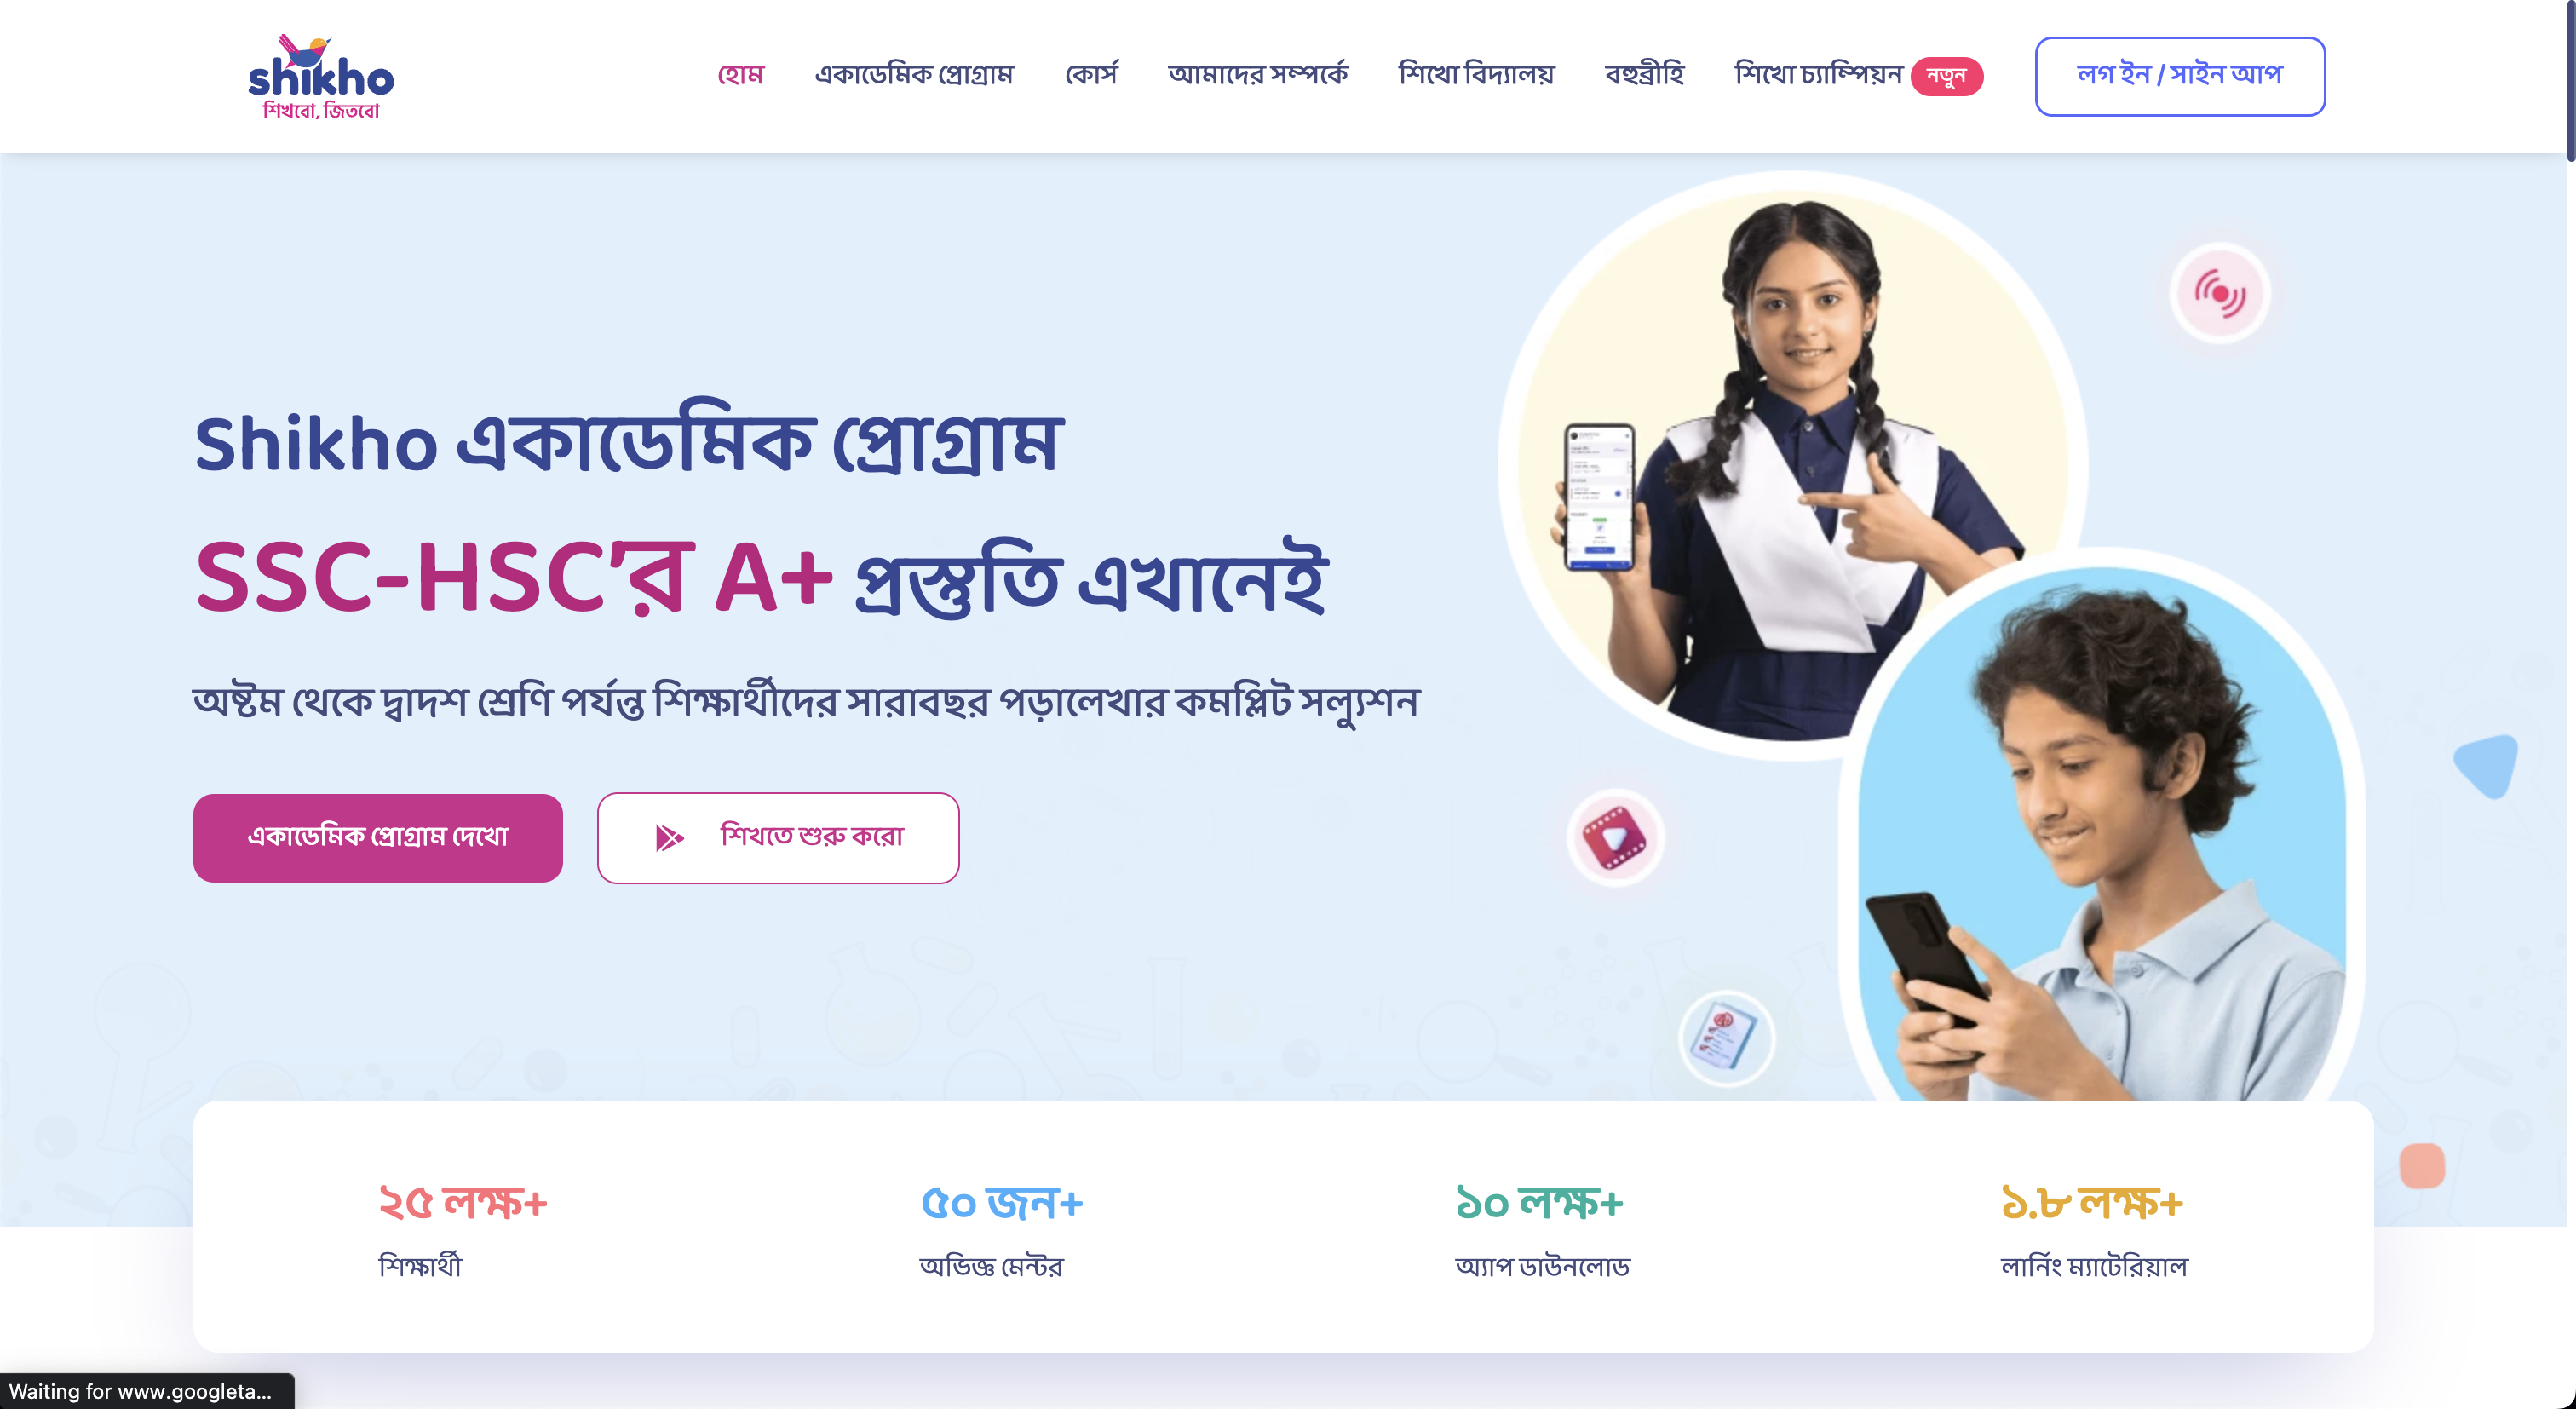 shikho
শিখবো, জিতবো
হোম একাডেমিক প্রোগ্রাম কোর্স আমাদের সম্পর্কে শিখো বিদ্যালয় বহুব্রীহি শিখো চ্যাম্পিয়ন নতুন লগ ইন / সাইন আপ
Shikho একাডেমিক প্রোগ্রাম
SSC-HSC’র A+ প্রস্তুতি এখানেই
অষ্টম থেকে দ্বাদশ শ্রেণি পর্যন্ত শিক্ষার্থীদের সারাবছর পড়ালেখার কমপ্লিট সল্যুশন
একাডেমিক প্রোগ্রাম দেখো শিখতে শুরু করো
২৫ লক্ষ+ ৫০ জন+ ১০ লক্ষ+ ১.৮ লক্ষ+
শিক্ষার্থী অভিজ্ঞ মেন্টর অ্যাপ ডাউনলোড লার্নিং ম্যাটেরিয়াল
Waiting for www.googleta...